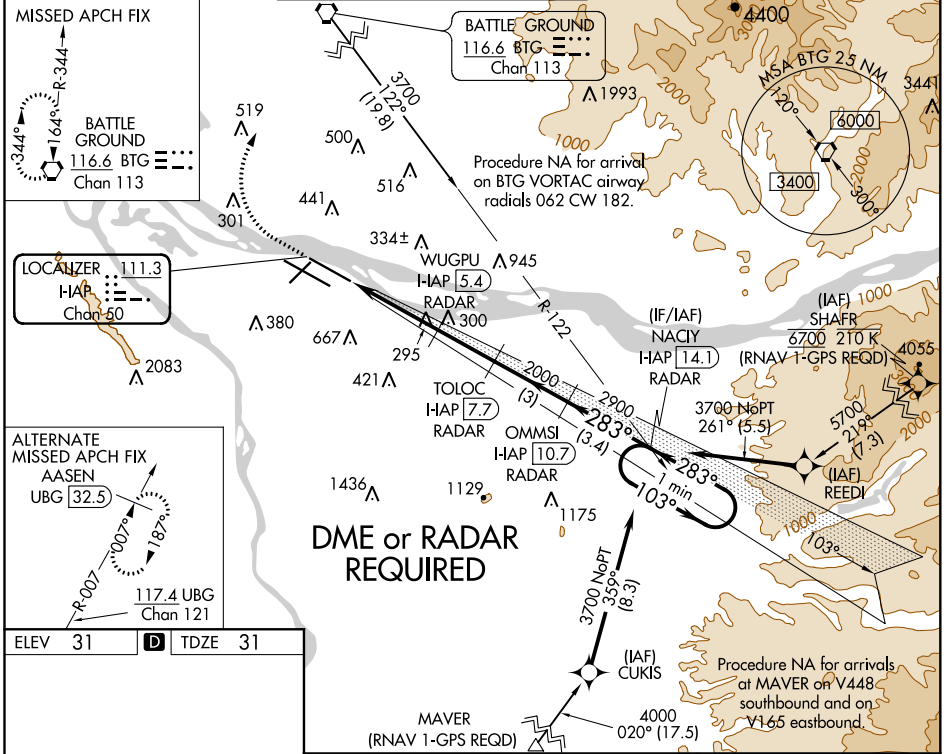 MISSED APCH FIX
R-344
344°
164°
BATTLE
GROUND
116.6 BTG
Chan 113
BATTLE GROUND
116.6 BTG
Chan 113
3700
122°
(19.8)
4400
2000
1993
1000
3441
MSA BTG 25 NM
120°
6000
3400
2000
300°
519
500
516
441
301
334±
945
Procedure NA for arrival
on BTG VORTAC airway
radials 062 CW 182.
LOCALIZER 111.3
I-IAP
Chan 50
WUGPU
I-IAP 5.4
RADAR
300
R-122
380
667
295
421
2083
(IF/IAF)
NACIY
I-IAP 14.1
RADAR
(IAF)
SHAFR
6700 210 K
(RNAV 1-GPS REQD)
1000
4055
2000
5700
219°
(7.3)
3700 NoPT
261° (5.5)
(IAF)
REEDI
TOLOC
I-IAP 7.7
RADAR
2000
(3)
2900
(3.4)
283°
OMMSI
I-IAP 10.7
RADAR
283°
1 min
103°
1000
103°
1436
1129
1175
DME or RADAR
REQUIRED
3700 NoPT
359°
(8.3)
(IAF)
CUKIS
MAVER
(RNAV 1-GPS REQD)
4000
020° (17.5)
Procedure NA for arrivals
at MAVER on V448
southbound and on
V165 eastbound.
ALTERNATE
MISSED APCH FIX
AASEN
UBG 32.5
007°
187°
R-007
117.4 UBG
Chan 121
ELEV 31 D TDZE 31